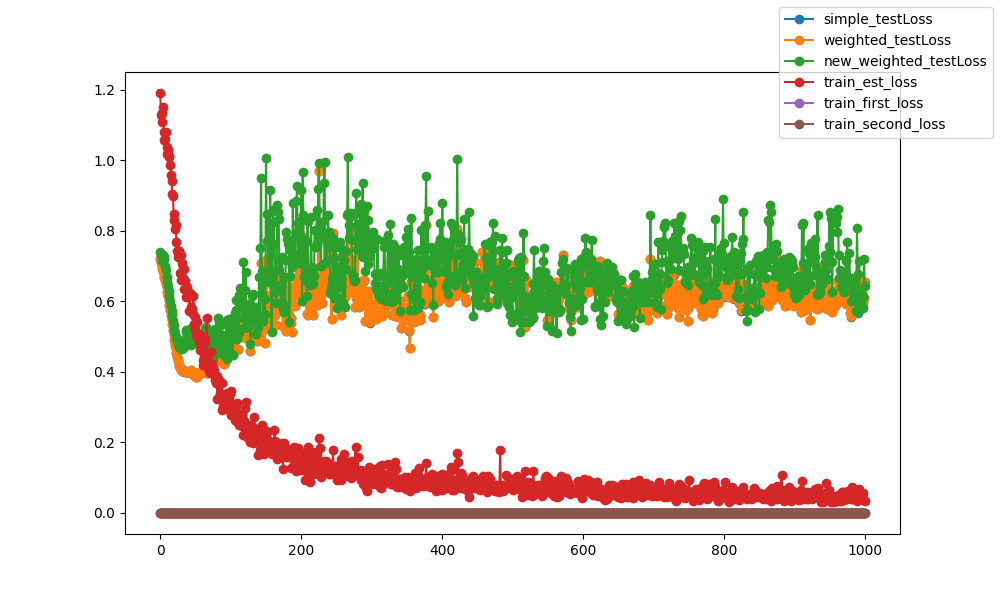 simple_testLoss
weighted_testLoss
new_weighted_testLoss
train_est_loss
train_first_loss
train_second_loss
1.2
1.0
0.8
0.6
0.4
0.2
0.0
0 200 400 600 800 1000